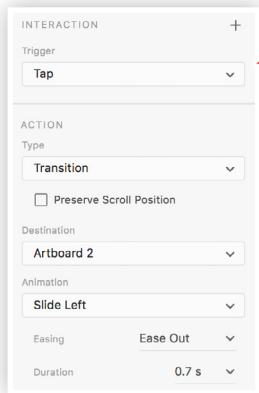 INTERACTION
Trigger
Tap
ACTION
Type
Transition
Preserve Scroll Position
Destination
Artboard 2
Animation
Slide Left
Easing Ease Out
Duration 0.7 s